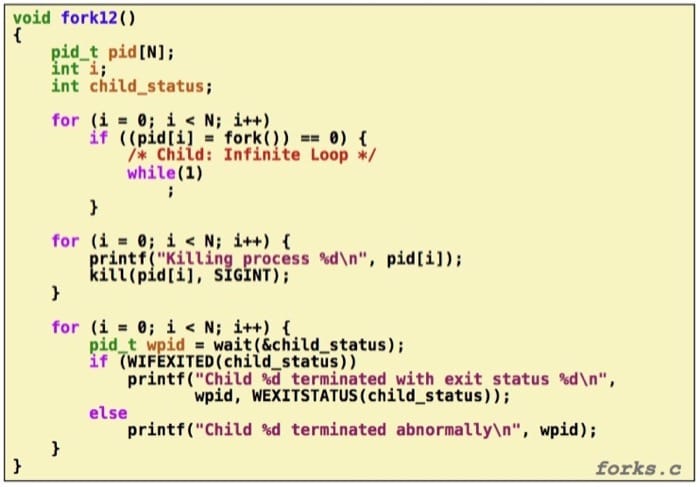 void fork12()
{
    pid_t pid[N];
    int i;
    int child_status;

    for (i = 0; i < N; i++)
        if ((pid[i] = fork()) == 0) {
            /* Child: Infinite Loop */
            while(1)
                ;
        }

    for (i = 0; i < N; i++) {
        printf("Killing process %d\n", pid[i]);
        kill(pid[i], SIGINT);
    }

    for (i = 0; i < N; i++) {
        pid_t wpid = wait(&child_status);
        if (WIFEXITED(child_status))
            printf("Child %d terminated with exit status %d\n",
                   wpid, WEXITSTATUS(child_status));
        else
            printf("Child %d terminated abnormally\n", wpid);
    }
}
forks.c